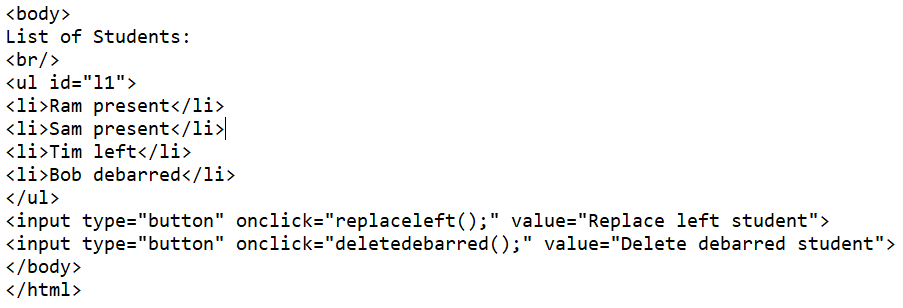 <body>
List of Students:
<br/>
<ul id="l1">
<li>Ram present</li>
<li>Sam present</li>
<li>Tim left</li>
<li>Bob debarred</li>
</ul>
<input type="button" onclick="replaceleft();" value="Replace left student">
<input type="button" onclick="deletedebarred();" value="Delete debarred student">
</body>
</html>